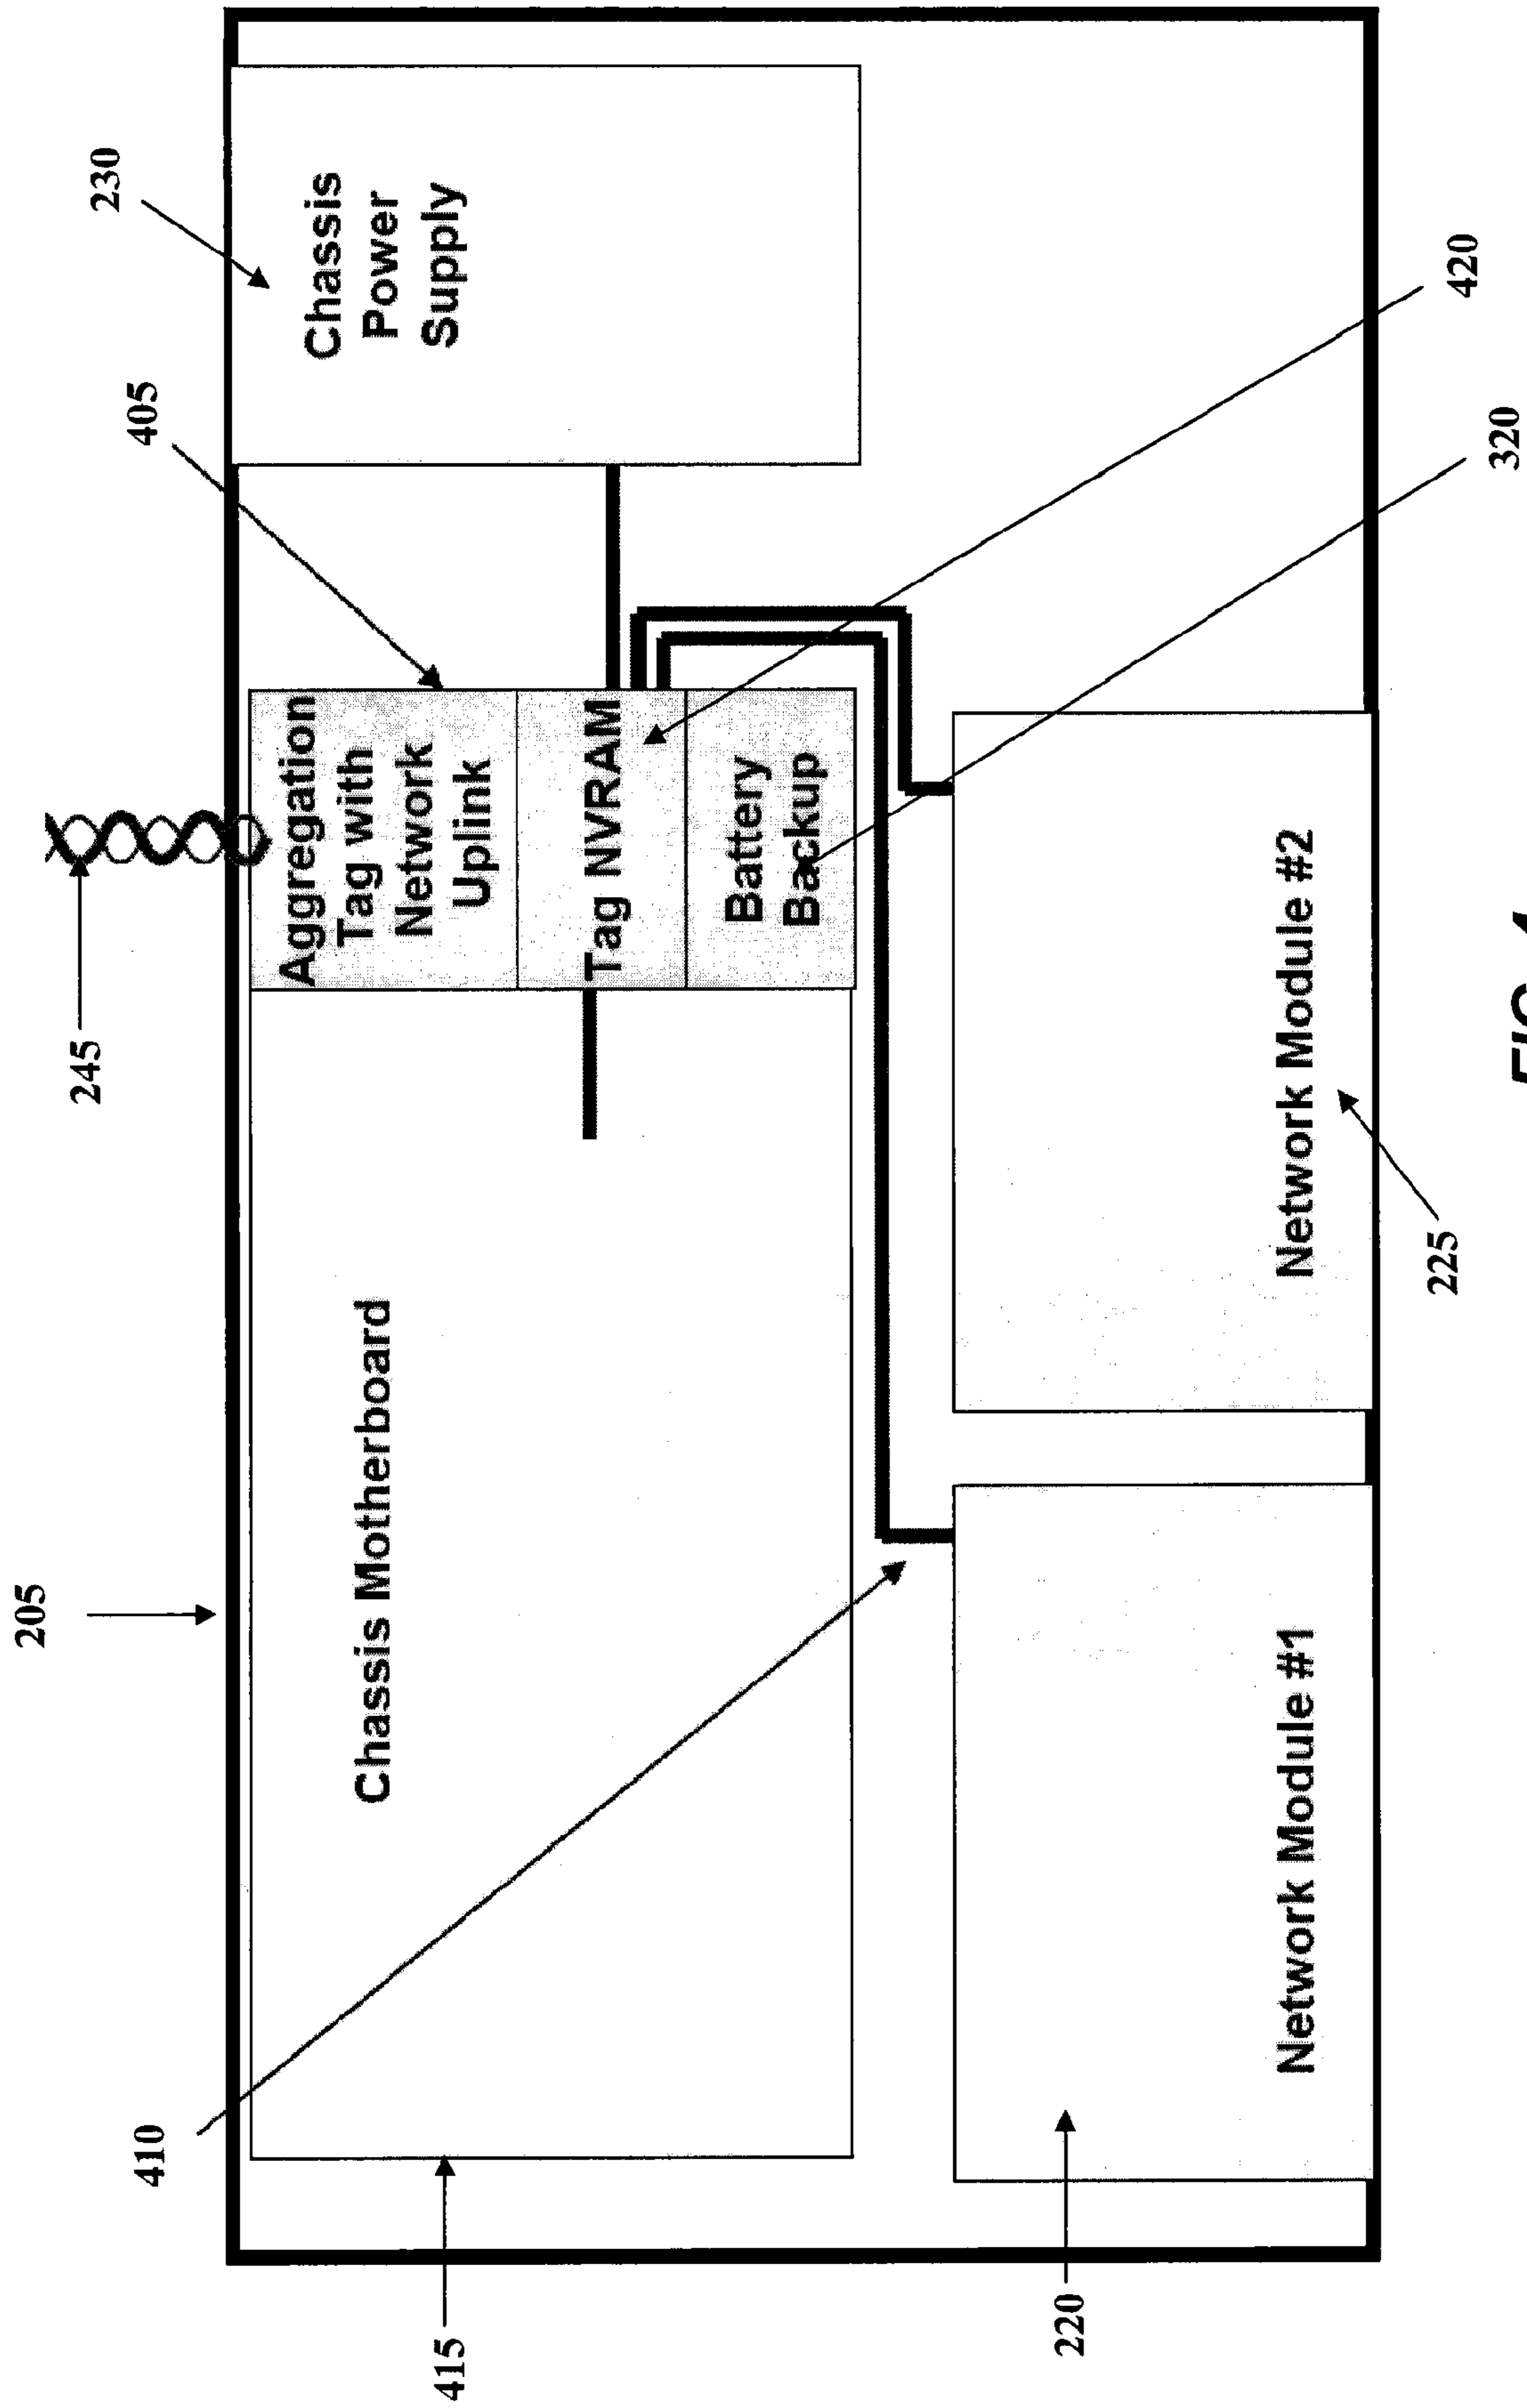 205
245
405
230
410
415
Chassis Motherboard
Aggregation
Tag with
Network
Uplink
Tag NVRAM
Battery
Backup
Chassis
Power
Supply
Network Module #1
Network Module #2
220
225
320
420